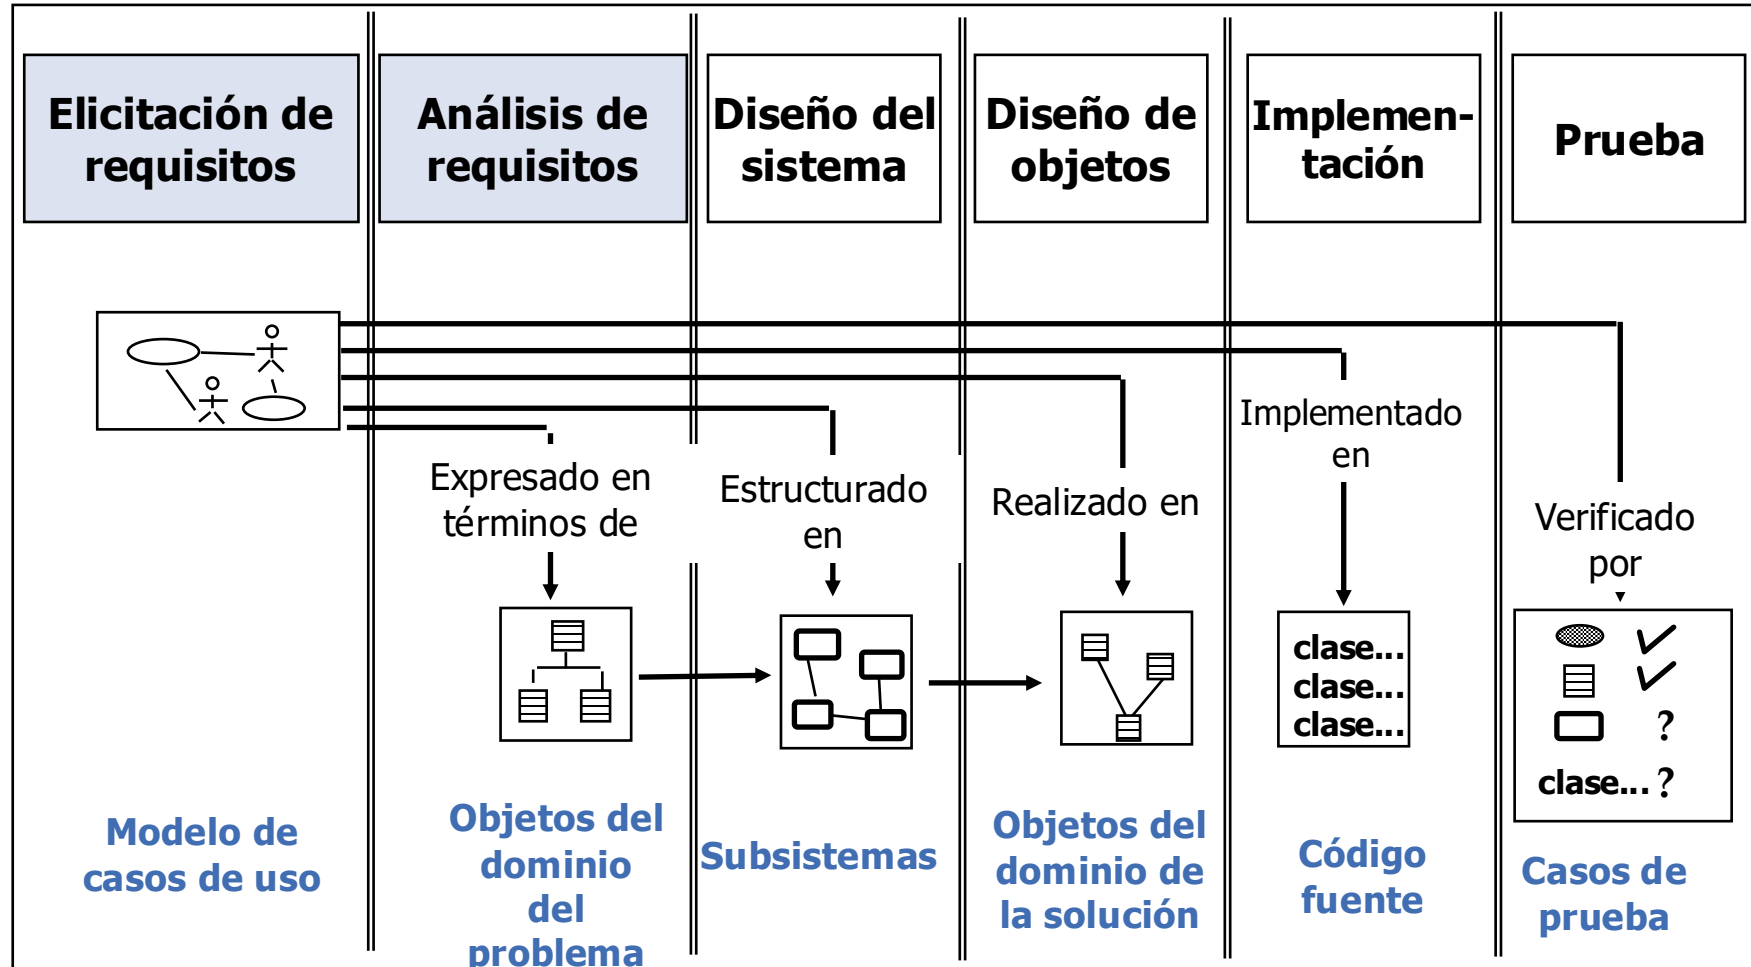 Elicitación de
requisitos
Análisis de
requisitos
Diseño del
sistema
Diseño de
objetos
Implemen-
tación
Prueba
Expresado en
términos de
Estructurado
en
Realizado en
Implementado
en
Verificado
por
clase...
clase...
clase...
?
clase... ?
Modelo de
casos de uso
Objetos del
dominio
del
problema
Subsistemas
Objetos del
dominio de
la solución
Código
fuente
Casos de
prueba